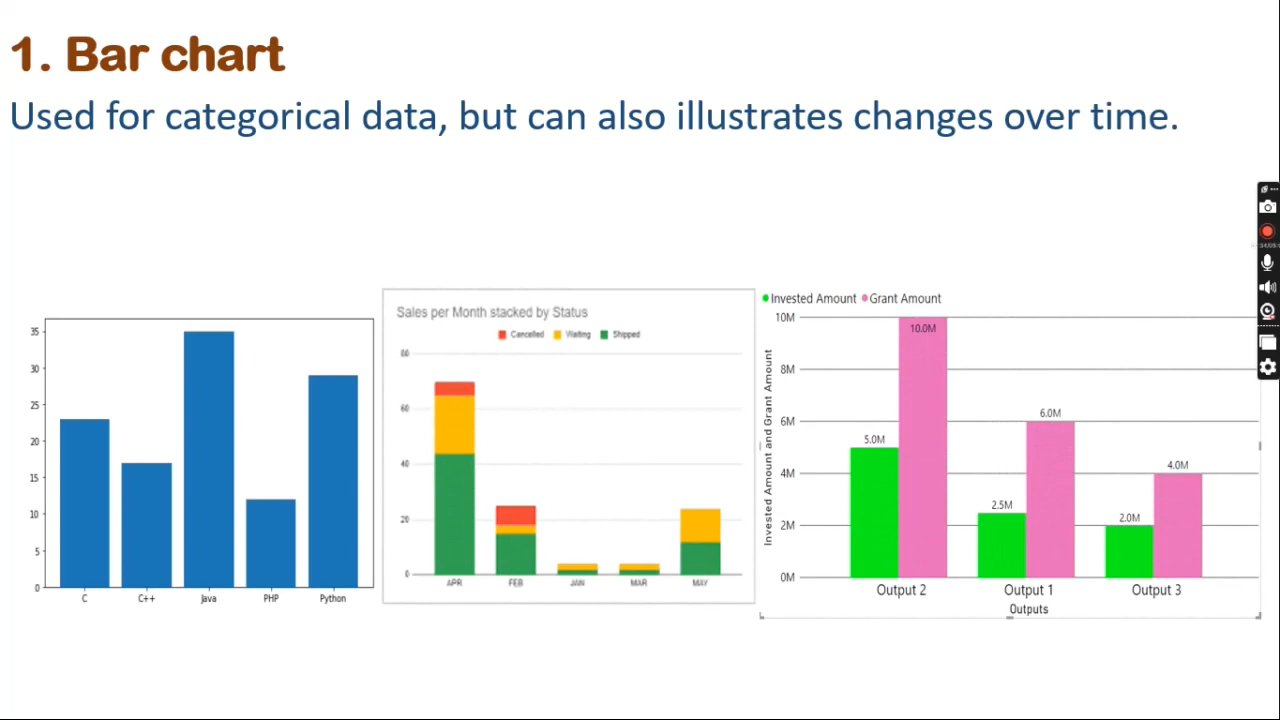 1. Bar chart
Used for categorical data, but can also illustrates changes over time.
35
30
25
20
15
10
5
0
C C++ Java PHP Python
Sales per Month stacked by Status
Cancelled Waiting Shipped
80
60
40
20
0
APR FEB JAN MAR MAY
Invested Amount Grant Amount
Invested Amount and Grant Amount
10M
8M
6M
4M
2M
0M
5.0M 10.0M
2.5M 6.0M
2.0M 4.0M
Output 2 Output 1 Output 3
Outputs